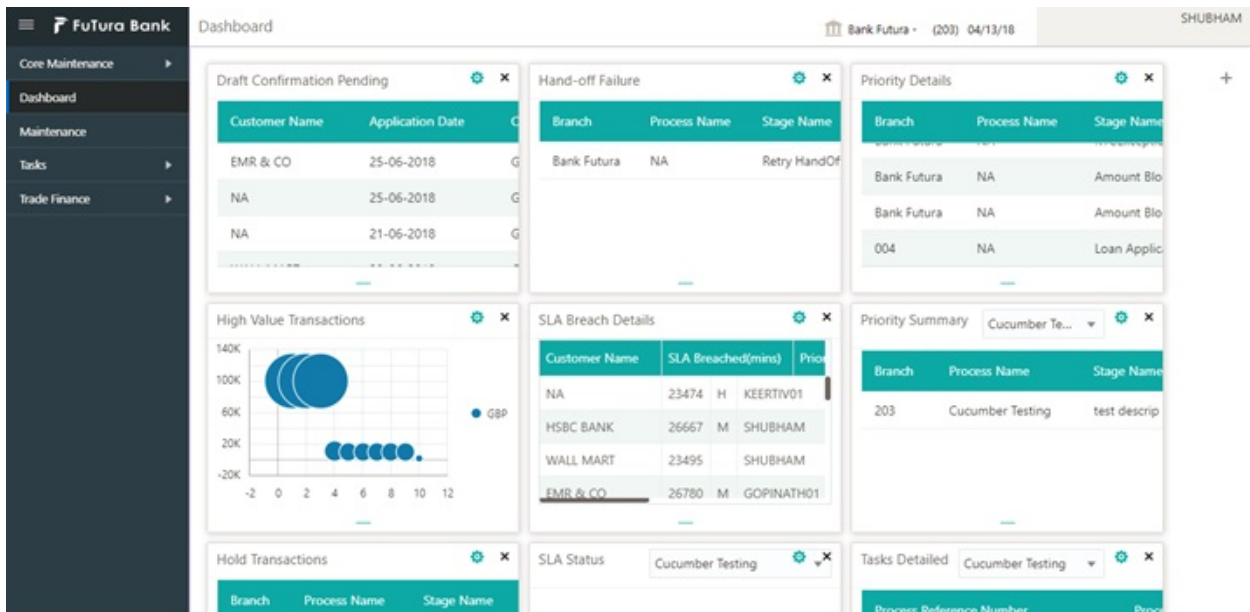 FuTura Bank
Dashboard
Bank Futura - (203) 04/13/18
SHUBHAM
Core Maintenance
Dashboard
Maintenance
Tasks
Trade Finance
Draft Confirmation Pending
Customer Name Application Date C
EMR & CO 25-06-2018 G
NA 25-06-2018 G
NA 21-06-2018 G
Hand-off Failure
Branch Process Name Stage Name
Bank Futura NA Retry HandOf
Priority Details
Branch Process Name Stage Name
Bank Futura NA Amount Blo
Bank Futura NA Amount Blo
004 NA Loan Applic
High Value Transactions
140K
100K
60K
20K
-20K
-2 0 2 4 6 8 10 12
GBP
SLA Breach Details
Customer Name SLA Breached(mins) Prior
NA 23474 H KEERTIV01
HSBC BANK 26667 M SHUBHAM
WALL MART 23495 SHUBHAM
EMR & CO 26780 M GOPINATH01
Priority Summary Cucumber Te...
Branch Process Name Stage Name
203 Cucumber Testing test descrip
Hold Transactions
Branch Process Name Stage Name
SLA Status Cucumber Testing
Tasks Detailed Cucumber Testing
Process Reference Number Proc